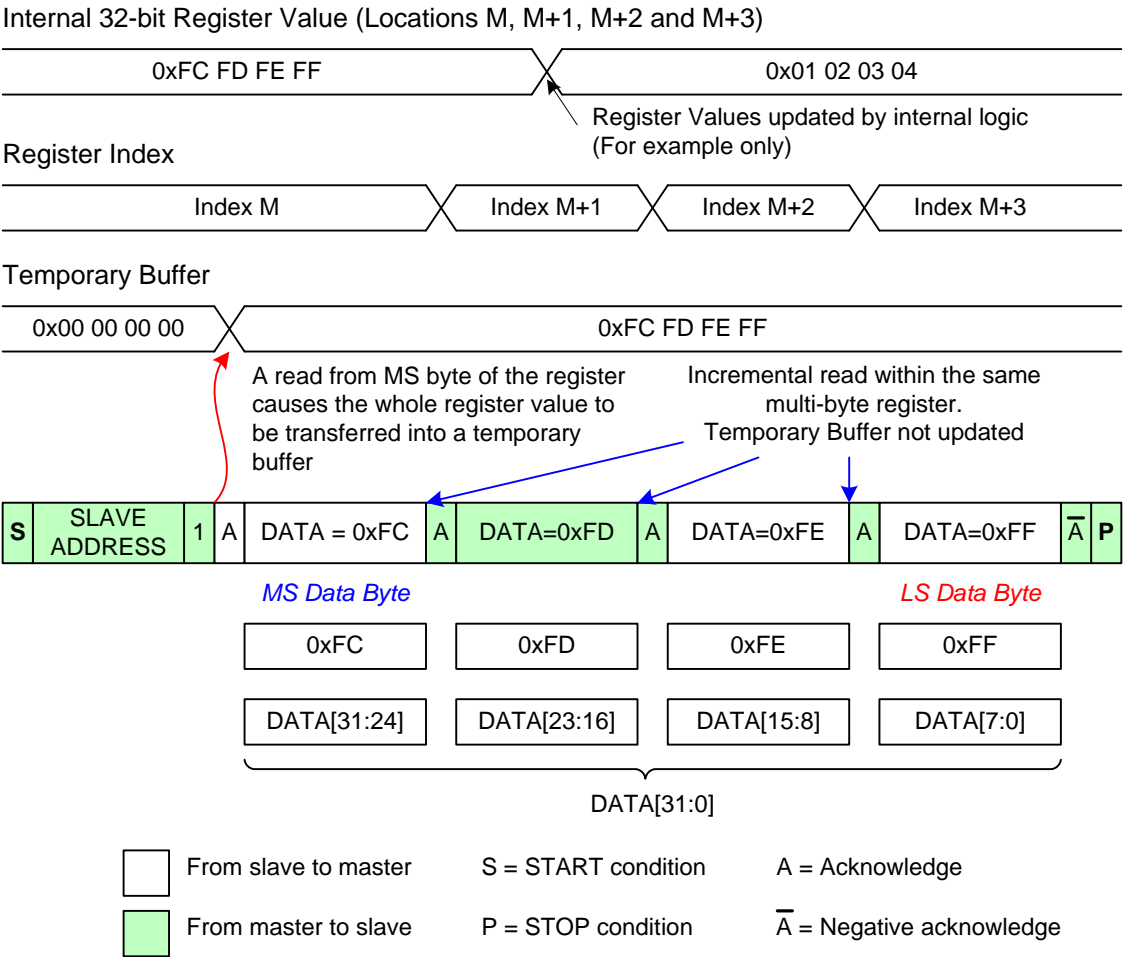 Internal 32-bit Register Value (Locations M, M+1, M+2 and M+3)
0xFC FD FE FF
0x01 02 03 04
Register Values updated by internal logic
(For example only)
Register Index
Index M
Index M+1
Index M+2
Index M+3
Temporary Buffer
0x00 00 00 00
0xFC FD FE FF
A read from MS byte of the register
causes the whole register value to
be transferred into a temporary
buffer
Incremental read within the same
multi-byte register.
Temporary Buffer not updated
S
SLAVE
ADDRESS
1
A
DATA = 0xFC
A
DATA=0xFD
A
DATA=0xFE
A
DATA=0xFF
A̅
P
MS Data Byte
LS Data Byte
0xFC
0xFD
0xFE
0xFF
DATA[31:24]
DATA[23:16]
DATA[15:8]
DATA[7:0]
DATA[31:0]
From slave to master
S = START condition
A = Acknowledge
From master to slave
P = STOP condition
A̅ = Negative acknowledge